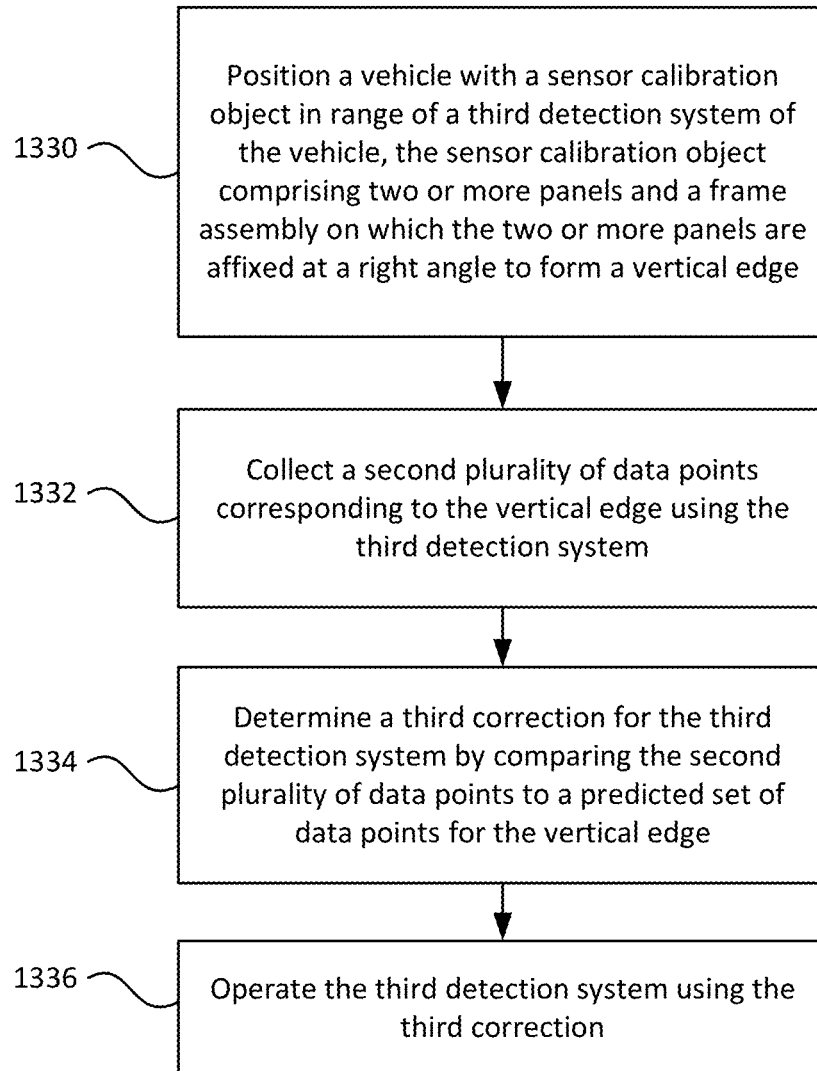 1330
Position a vehicle with a sensor calibration
object in range of a third detection system of
the vehicle, the sensor calibration object
comprising two or more panels and a frame
assembly on which the two or more panels are
affixed at a right angle to form a vertical edge
1332
Collect a second plurality of data points
corresponding to the vertical edge using the
third detection system
1334
Determine a third correction for the third
detection system by comparing the second
plurality of data points to a predicted set of
data points for the vertical edge
1336
Operate the third detection system using the
third correction